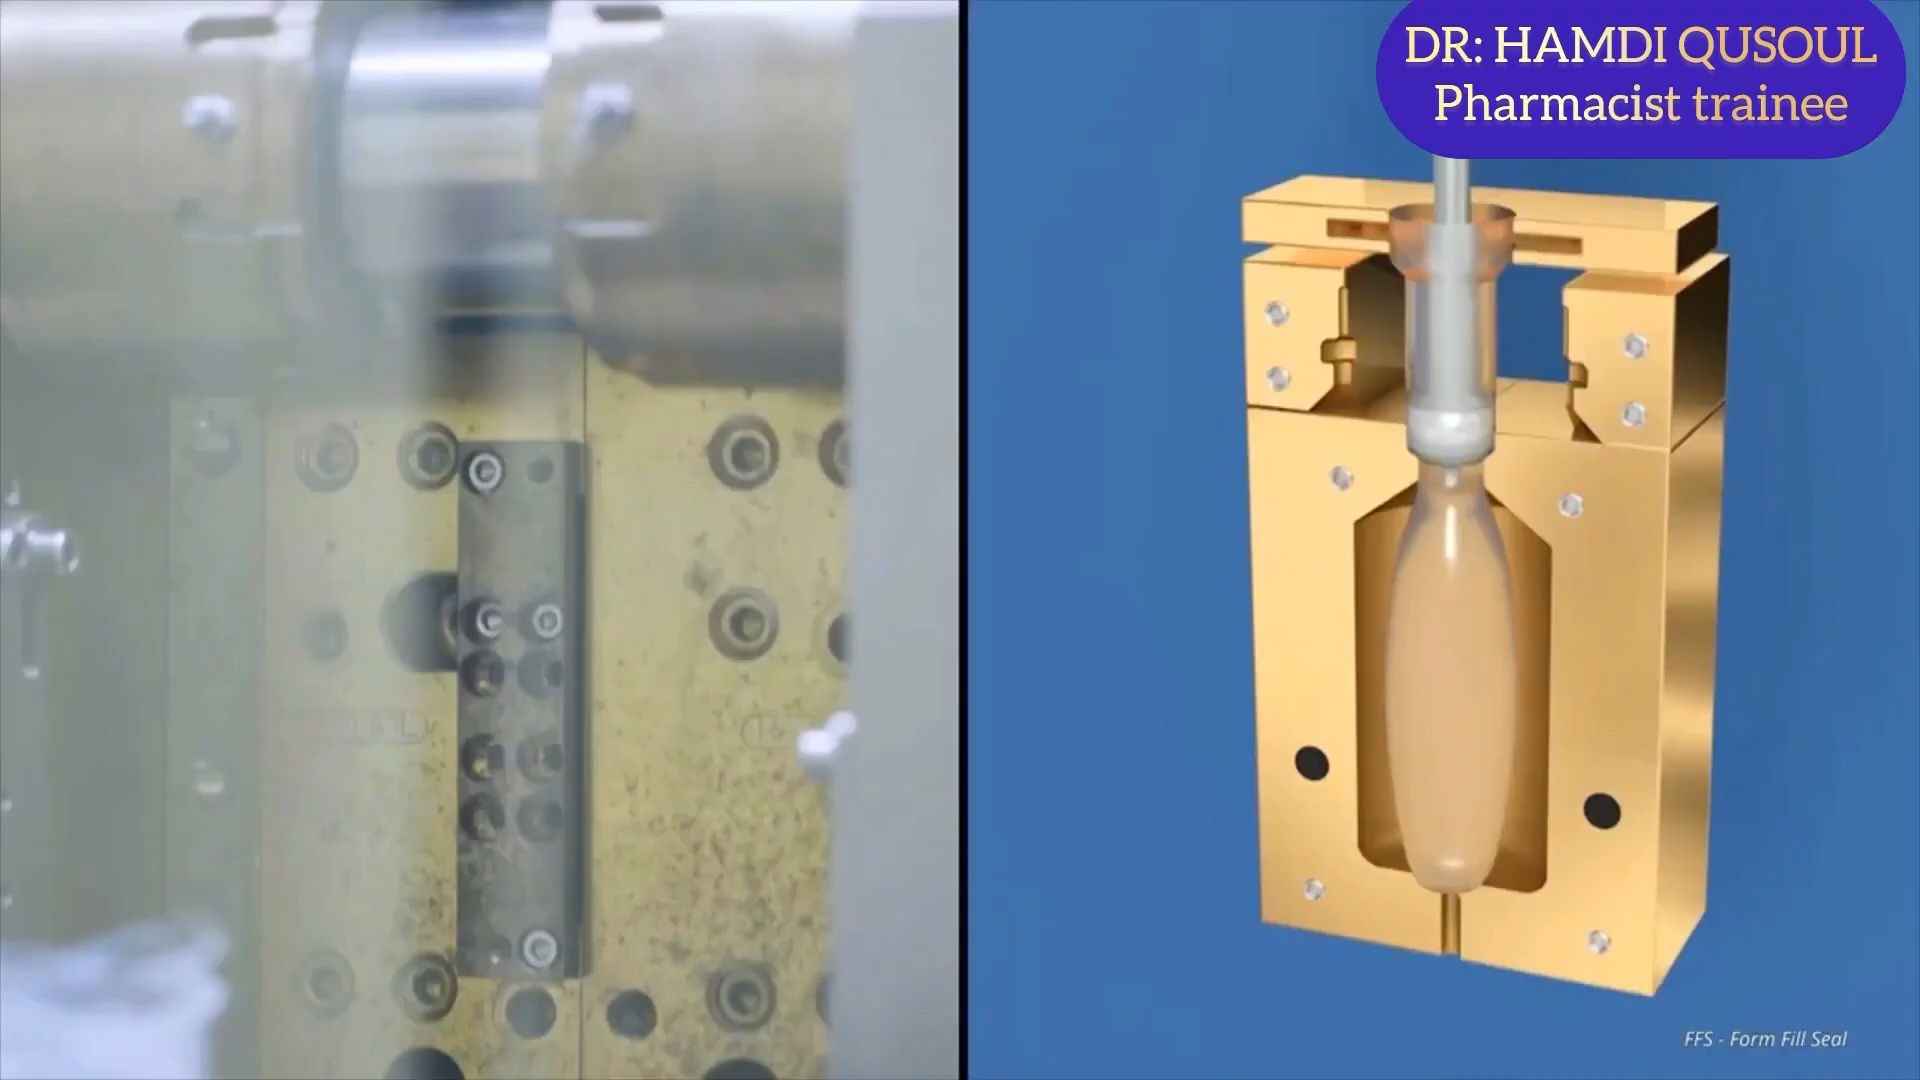 DR: HAMDI QUSOUL
Pharmacist trainee
FFS - Form Fill Seal